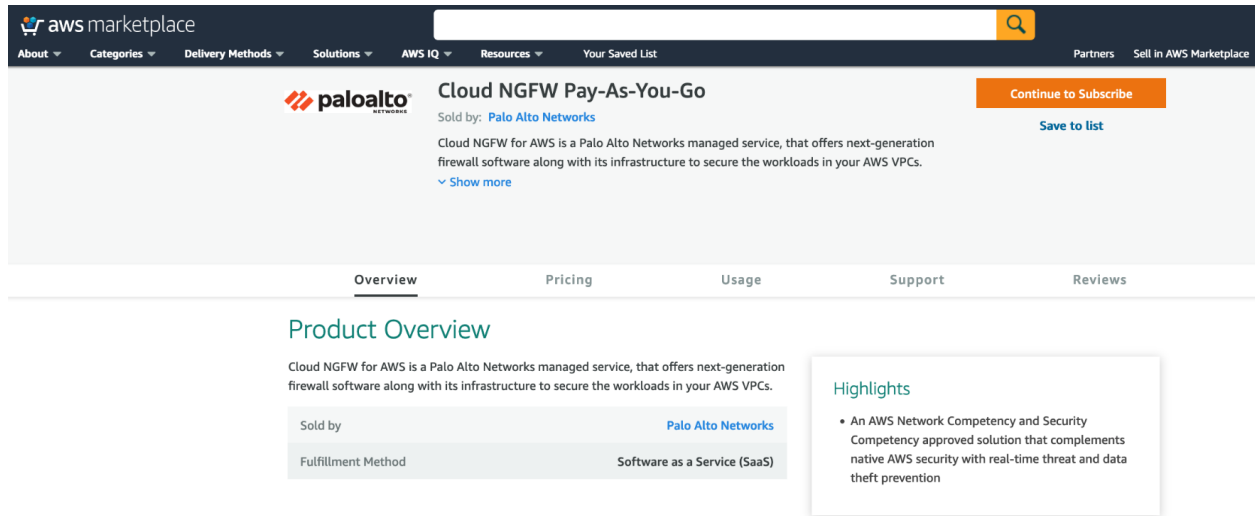 aws marketplace
About Categories Delivery Methods Solutions AWS IQ Resources Your Saved List Partners Sell in AWS Marketplace
paloalto
NETWORKS
Cloud NGFW Pay-As-You-Go
Continue to Subscribe
Sold by: Palo Alto Networks
Save to list
Cloud NGFW for AWS is a Palo Alto Networks managed service, that offers next-generation
firewall software along with its infrastructure to secure the workloads in your AWS VPCs.
Show more
Overview Pricing Usage Support Reviews
Product Overview
Cloud NGFW for AWS is a Palo Alto Networks managed service, that offers next-generation
firewall software along with its infrastructure to secure the workloads in your AWS VPCs.
Sold by Palo Alto Networks
Fulfillment Method Software as a Service (SaaS)
Highlights
• An AWS Network Competency and Security
Competency approved solution that complements
native AWS security with real-time threat and data
theft prevention